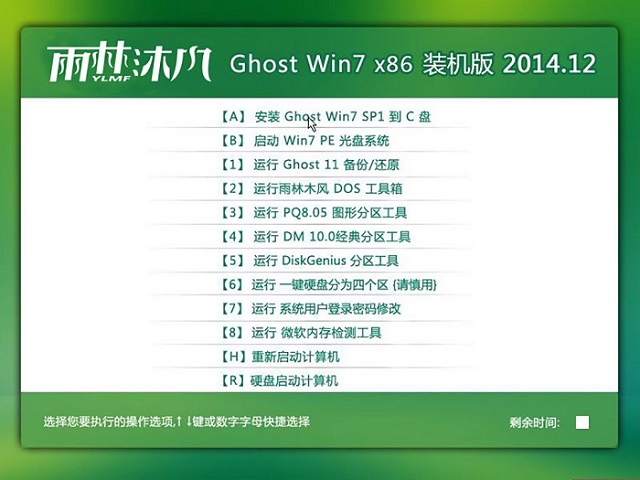 雨林沐风
YLMF
Ghost Win7 x86 装机版 2014.12
【A】 安装 Ghost Win7 SP1 到 C 盘
【B】 启动 Win7 PE 光盘系统
【1】 运行 Ghost 11 备份/还原
【2】 运行雨林木风 DOS 工具箱
【3】 运行 PQ8.05 图形分区工具
【4】 运行 DM 10.0经典分区工具
【5】 运行 DiskGenius 分区工具
【6】 运行 一键硬盘分为四个区 {请慎用}
【7】 运行 系统用户登录密码修改
【8】 运行 微软内存检测工具
【H】 重新启动计算机
【R】 硬盘启动计算机
选择您要执行的操作选项,↑↓键或数字字母快捷选择
剩余时间: